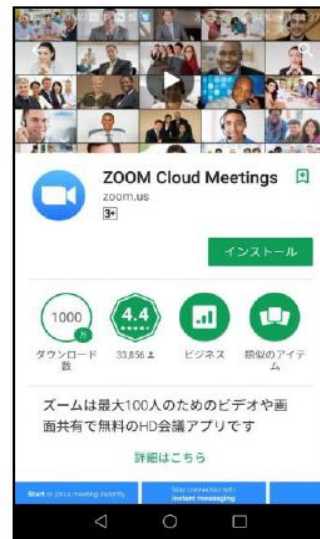 ZOOM Cloud Meetings
zoom.us
3+
インストール
1000
万
4.4
ダウンロード
数
33,856
ビジネス
類似のアイテ
ム
ズームは最大100人のためのビデオや画
面共有で無料のHD会議アプリです
詳細はこちら
Start or join a meeting instantly
Stay connected with
instant messaging